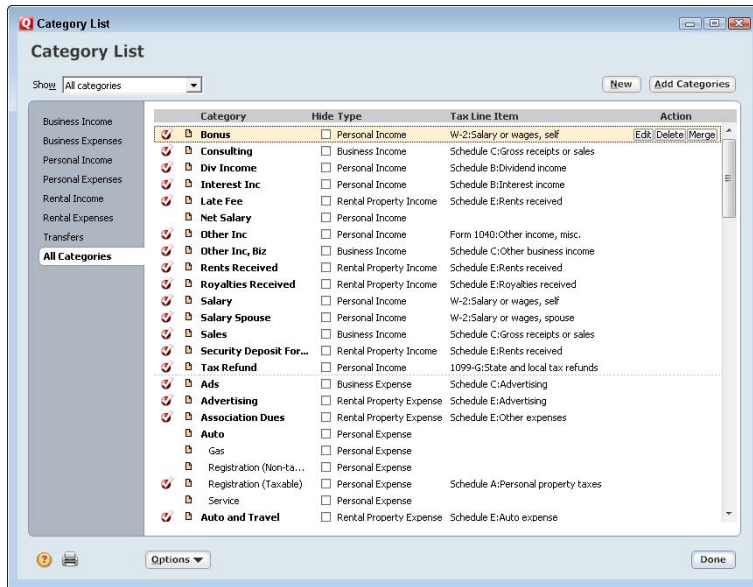 Category List
Category List
Show All categories New Add Categories
Business Income
Business Expenses
Personal Income
Personal Expenses
Rental Income
Rental Expenses
Transfers
All Categories
Category Hide Type Tax Line Item Action
Bonus Personal Income W-2:Salary or wages, self Edit Delete Merge
Consulting Business Income Schedule C:Gross receipts or sales
Div Income Personal Income Schedule B:Dividend income
Interest Inc Personal Income Schedule B:Interest income
Late Fee Rental Property Income Schedule E:Rents received
Net Salary Personal Income
Other Inc Personal Income Form 1040:Other income, misc.
Other Inc, Biz Business Income Schedule C:Other business income
Rents Received Rental Property Income Schedule E:Rents received
Royalties Received Rental Property Income Schedule E:Royalties received
Salary Personal Income W-2:Salary or wages, self
Salary Spouse Personal Income W-2:Salary or wages, spouse
Sales Business Income Schedule C:Gross receipts or sales
Security Deposit For... Rental Property Income Schedule E:Rents received
Tax Refund Personal Income 1099-G:State and local tax refunds
Ads Business Expense Schedule C:Advertising
Advertising Rental Property Expense Schedule E:Advertising
Association Dues Rental Property Expense Schedule E:Other expenses
Auto Personal Expense
Gas Personal Expense
Registration (Non-ta... Personal Expense
Registration (Taxable) Personal Expense Schedule A:Personal property taxes
Service Personal Expense
Auto and Travel Rental Property Expense Schedule E:Auto expense
Options Done